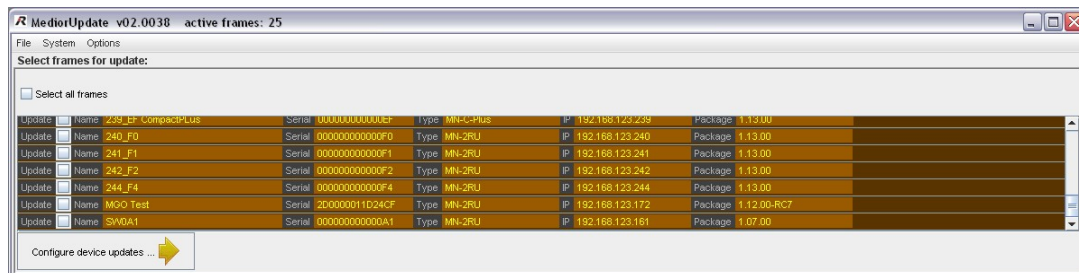 R MediorUpdate v02.0038 active frames: 25
File System Options
Select frames for update:
Select all frames
Update Name 239_EF CompactPLus Serial 000000000000EF Type MN-C-Plus IP 192.168.123.239 Package 1.13.00
Update Name 240_F0 Serial 000000000000F0 Type MN-2RU IP 192.168.123.240 Package 1.13.00
Update Name 241_F1 Serial 000000000000F1 Type MN-2RU IP 192.168.123.241 Package 1.13.00
Update Name 242_F2 Serial 000000000000F2 Type MN-2RU IP 192.168.123.242 Package 1.13.00
Update Name 244_F4 Serial 000000000000F4 Type MN-2RU IP 192.168.123.244 Package 1.13.00
Update Name MGO Test Serial 2D0000011D24CF Type MN-2RU IP 192.168.123.172 Package 1.12.00-RC7
Update Name SW0A1 Serial 000000000000A1 Type MN-2RU IP 192.168.123.161 Package 1.07.00
Configure device updates ...